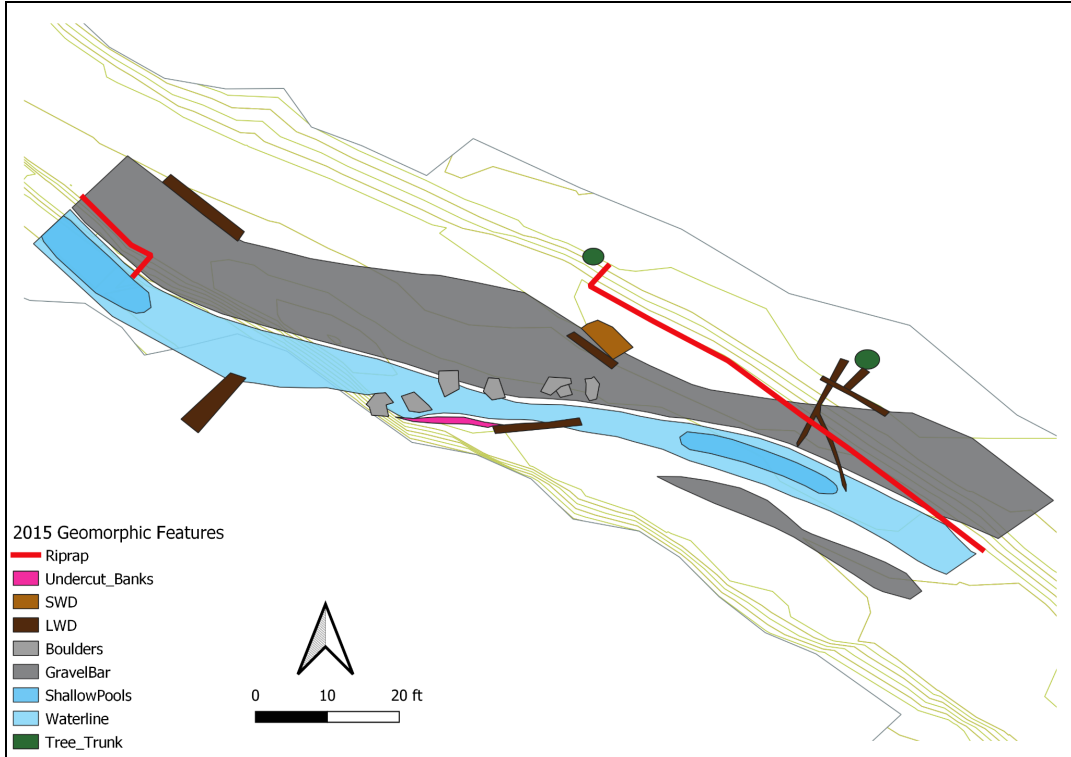 2015 Geomorphic Features
Riprap
Undercut_Banks
SWD
LWD
Boulders
GravelBar
ShallowPools
Waterline
Tree_Trunk
0 10 20 ft